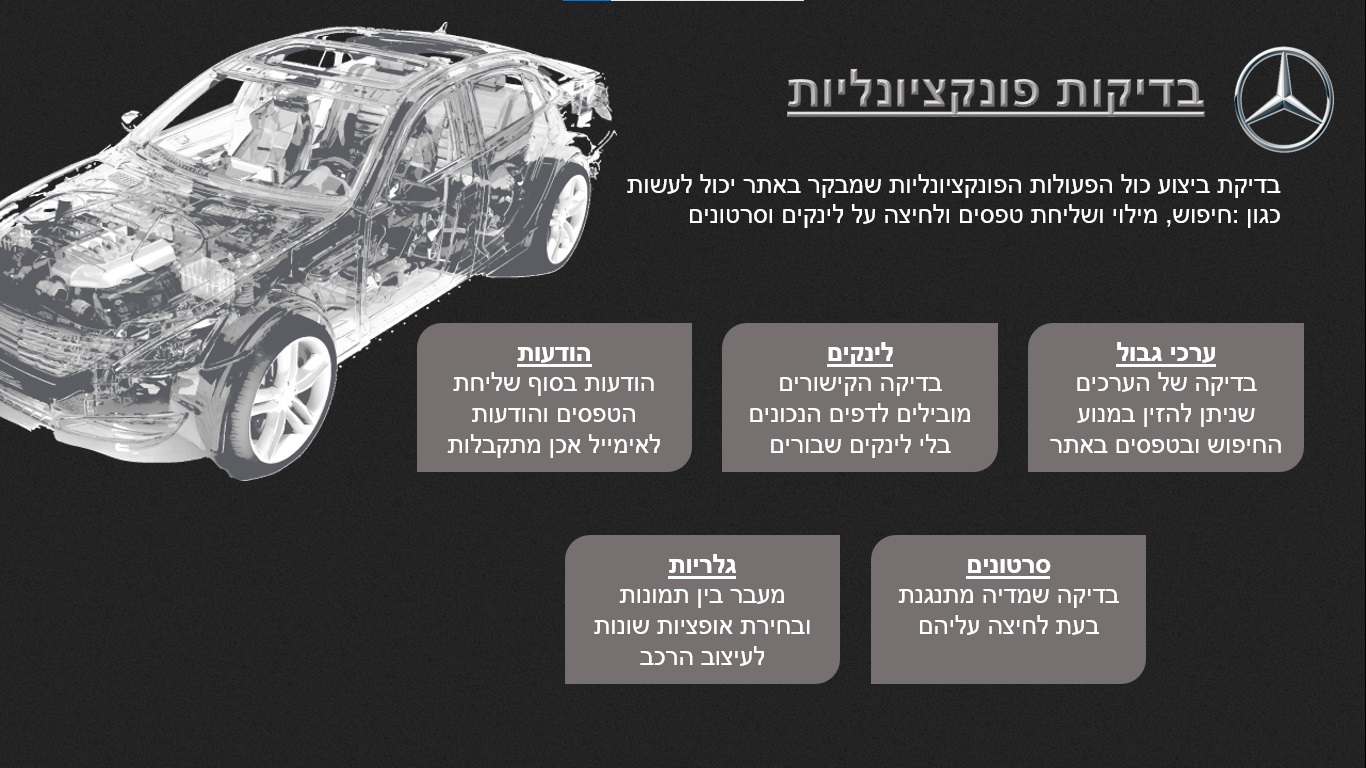 בדיקות פונקציונליות
בדיקת ביצוע כול הפעולות הפונקציונליות שמבקר באתר יכול לעשות
כגון :חיפוש, מילוי ושליחת טפסים ולחיצה על לינקים וסרטונים
ערכי גבול
בדיקה של הערכים
שניתן להזין במנוע
החיפוש ובטפסים באתר
לינקים
בדיקה הקישורים
מובילים לדפים הנכונים
בלי לינקים שבורים
הודעות
הודעות בסוף שליחת
הטפסים והודעות
לאימייל אכן מתקבלות
סרטונים
בדיקה שמדיה מתנגנת
בעת לחיצה עליהם
גלריות
מעבר בין תמונות
ובחירת אופציות שונות
לעיצוב הרכב